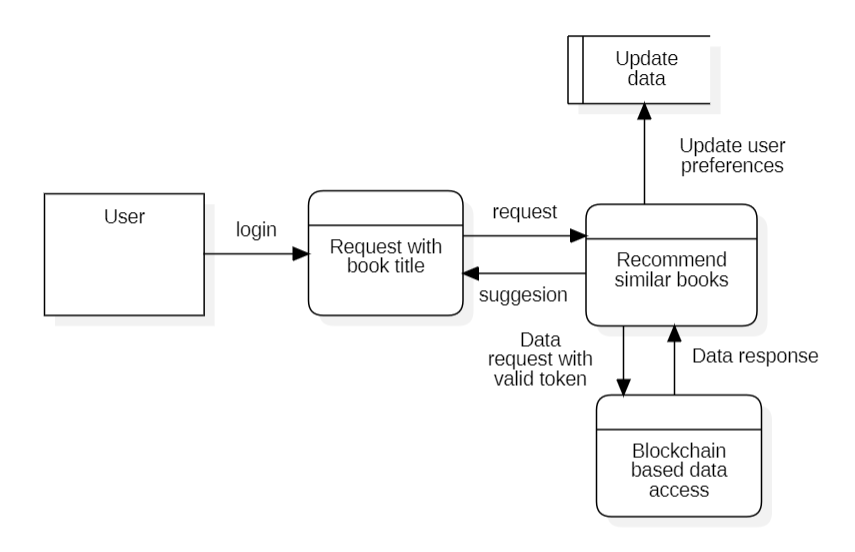 Update
data
Update user
preferences
User
login
Request with
book title
request
suggesion
Recommend
similar books
Data
request with
valid token
Data response
Blockchain
based data
access